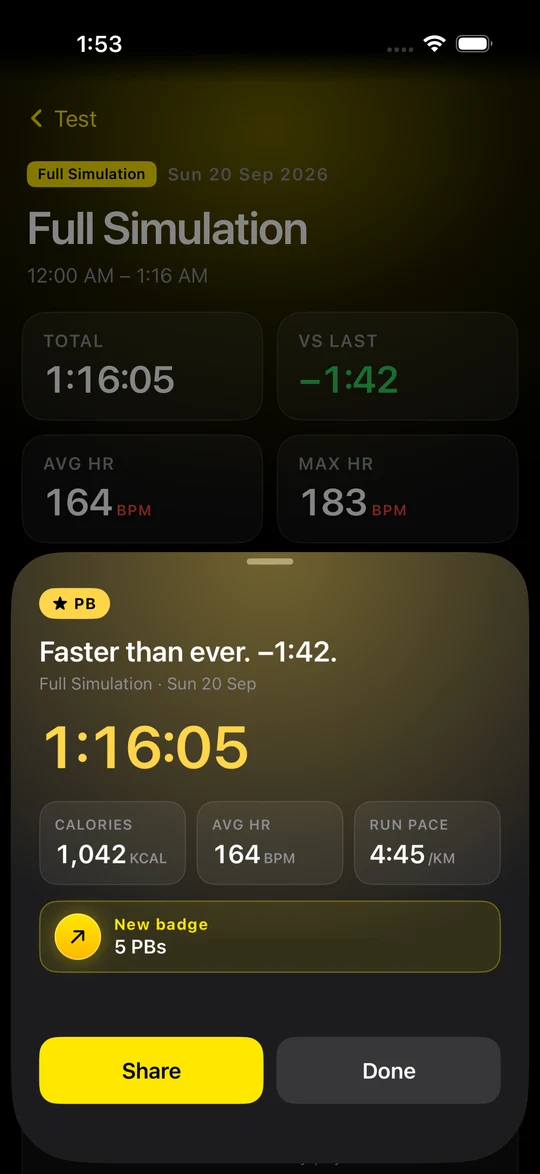 1:53
Test
Full Simulation Sun 20 Sep 2026
Full Simulation
12:00 AM – 1:16 AM
TOTAL
1:16:05
VS LAST
–1:42
AVG HR
164 BPM
MAX HR
183 BPM
PB
Faster than ever. –1:42.
Full Simulation · Sun 20 Sep
1:16:05
CALORIES
1,042 KCAL
AVG HR
164 BPM
RUN PACE
4:45 /KM
New badge
5 PBs
Share
Done